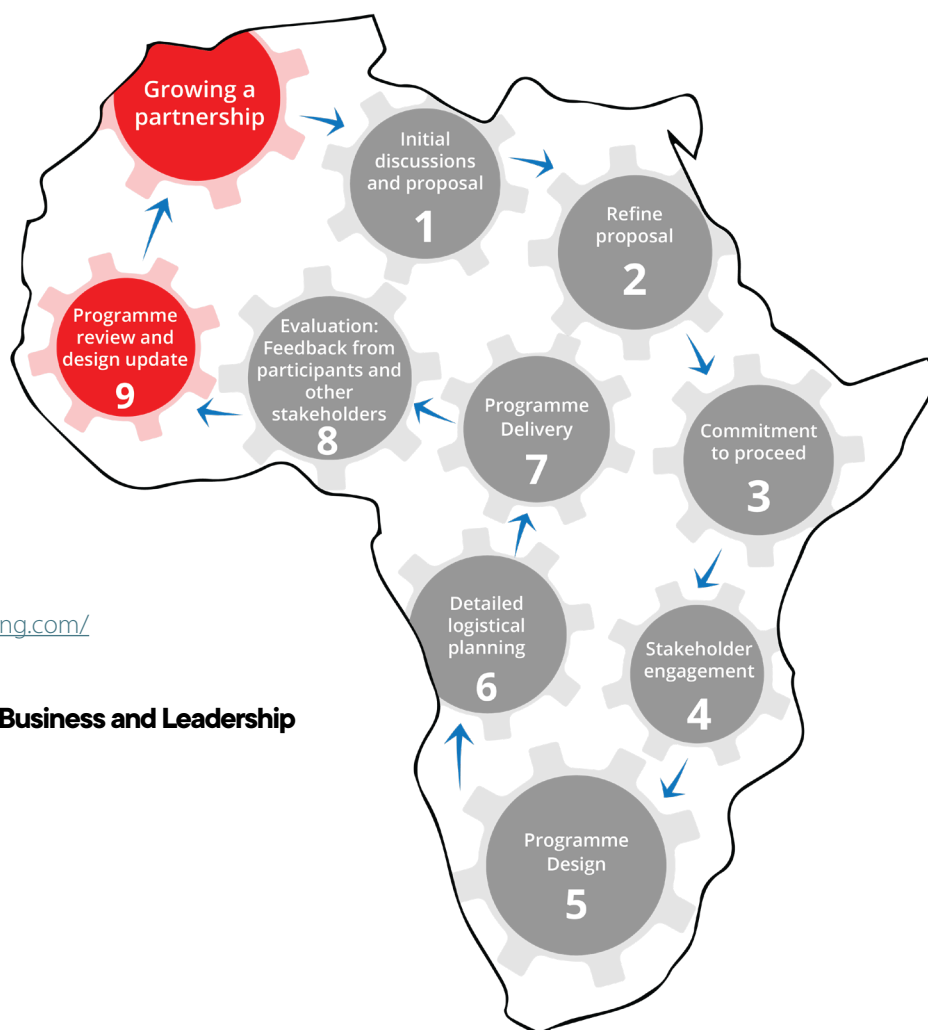 Growing a
partnership
Initial
discussions
and proposal
1
Refine
proposal
2
Commitment
to proceed
3
Stakeholder
engagement
4
Programme
Design
5
Detailed
logistical
planning
6
Programme
Delivery
7
Evaluation:
Feedback from
participants and
other
stakeholders
8
Programme
review and
design update
9
ng.com/
Business and Leadership